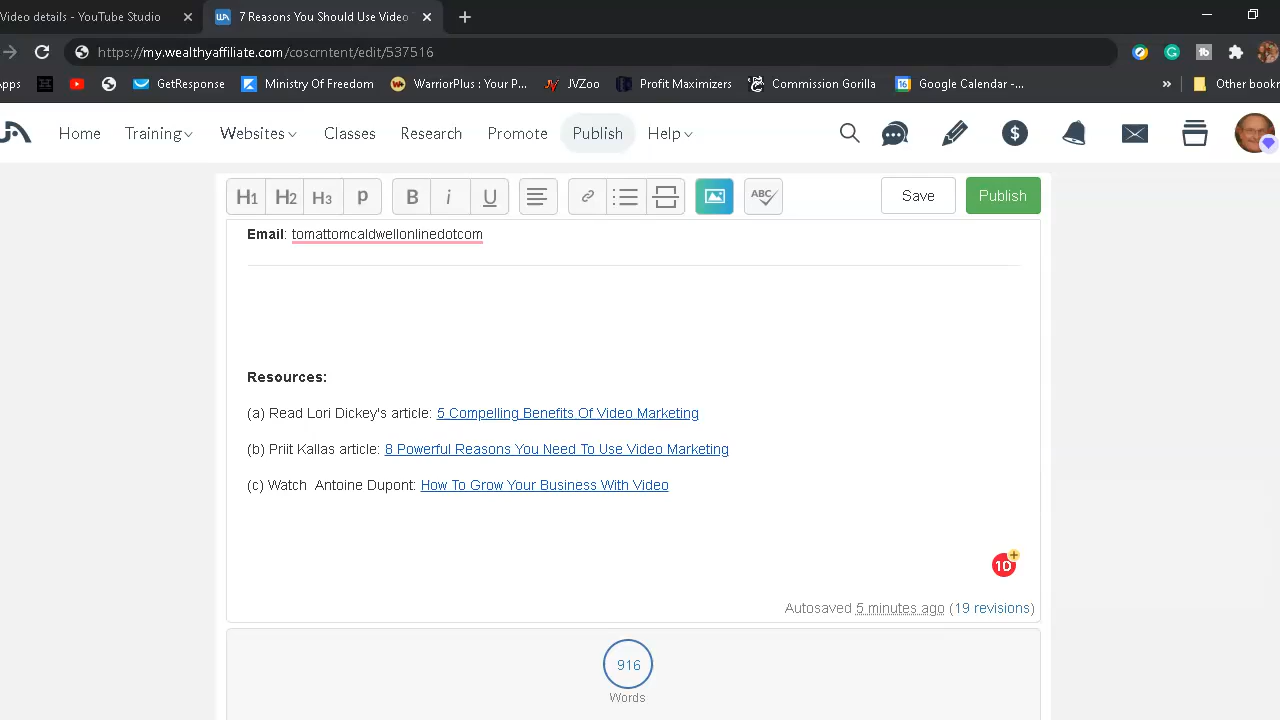 Video details - YouTube Studio
7 Reasons You Should Use Video
https://my.wealthyaffiliate.com/coscrntent/edit/537516
pps
GetResponse
Ministry Of Freedom
WarriorPlus : Your P...
JVZoo
Profit Maximizers
Commission Gorilla
16
Google Calendar -...
»
Other bookr
Home
Training
Websites
Classes
Research
Promote
Publish
Help
H1
H2
H3
p
B
i
U
ABC
Save
Publish
Email: tomattomcaldwellonlinedotcom
Resources:
(a) Read Lori Dickey's article: 5 Compelling Benefits Of Video Marketing
(b) Priit Kallas article: 8 Powerful Reasons You Need To Use Video Marketing
(c) Watch Antoine Dupont: How To Grow Your Business With Video
10
Autosaved 5 minutes ago (19 revisions)
916
Words